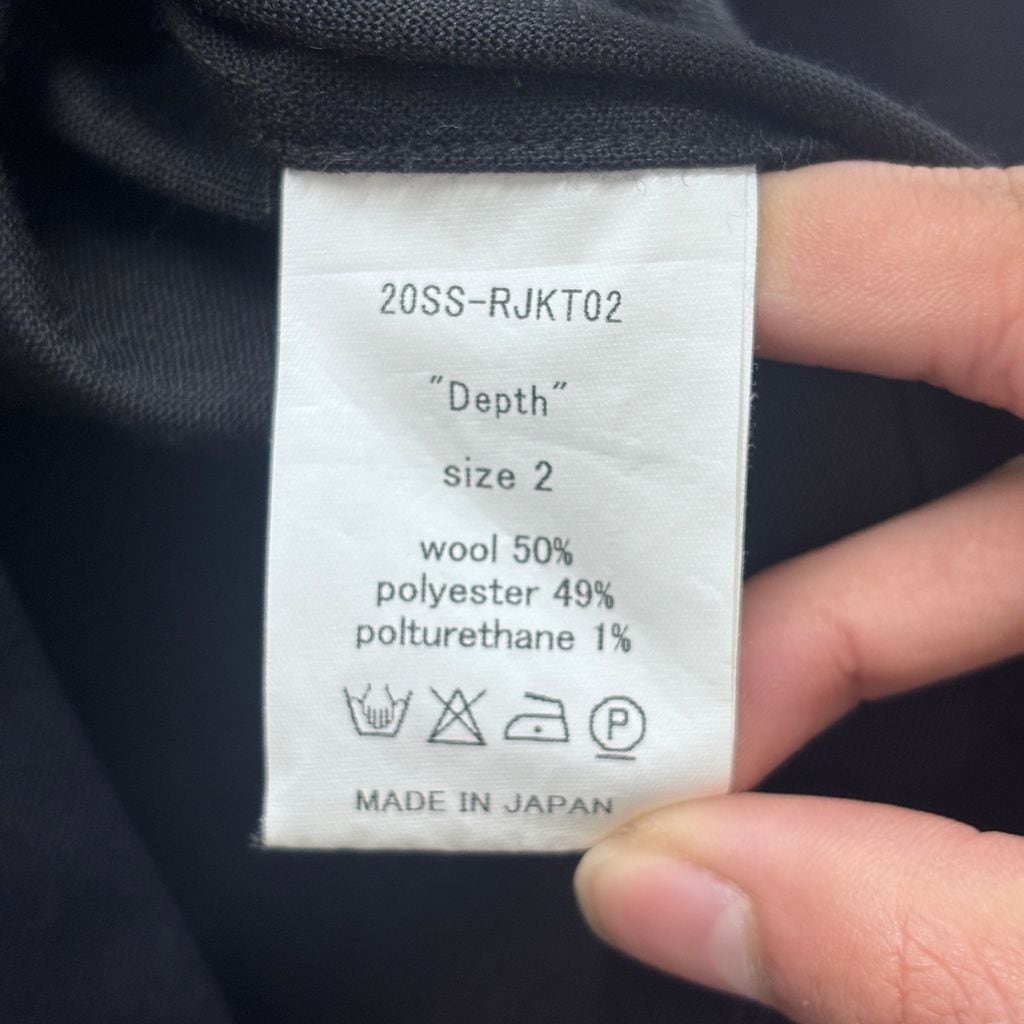 20SS-RJKT02
"Depth"
size 2
wool 50%
polyester 49%
polturethane 1%
P
MADE IN JAPAN